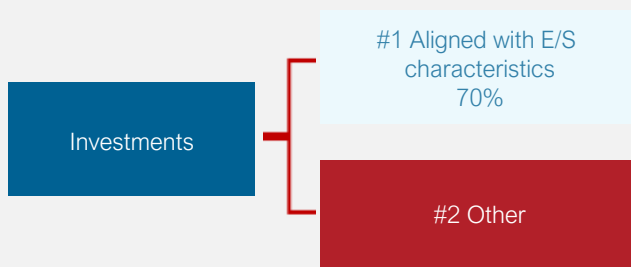 #1 Aligned with E/S
characteristics
70%
Investments
#2 Other